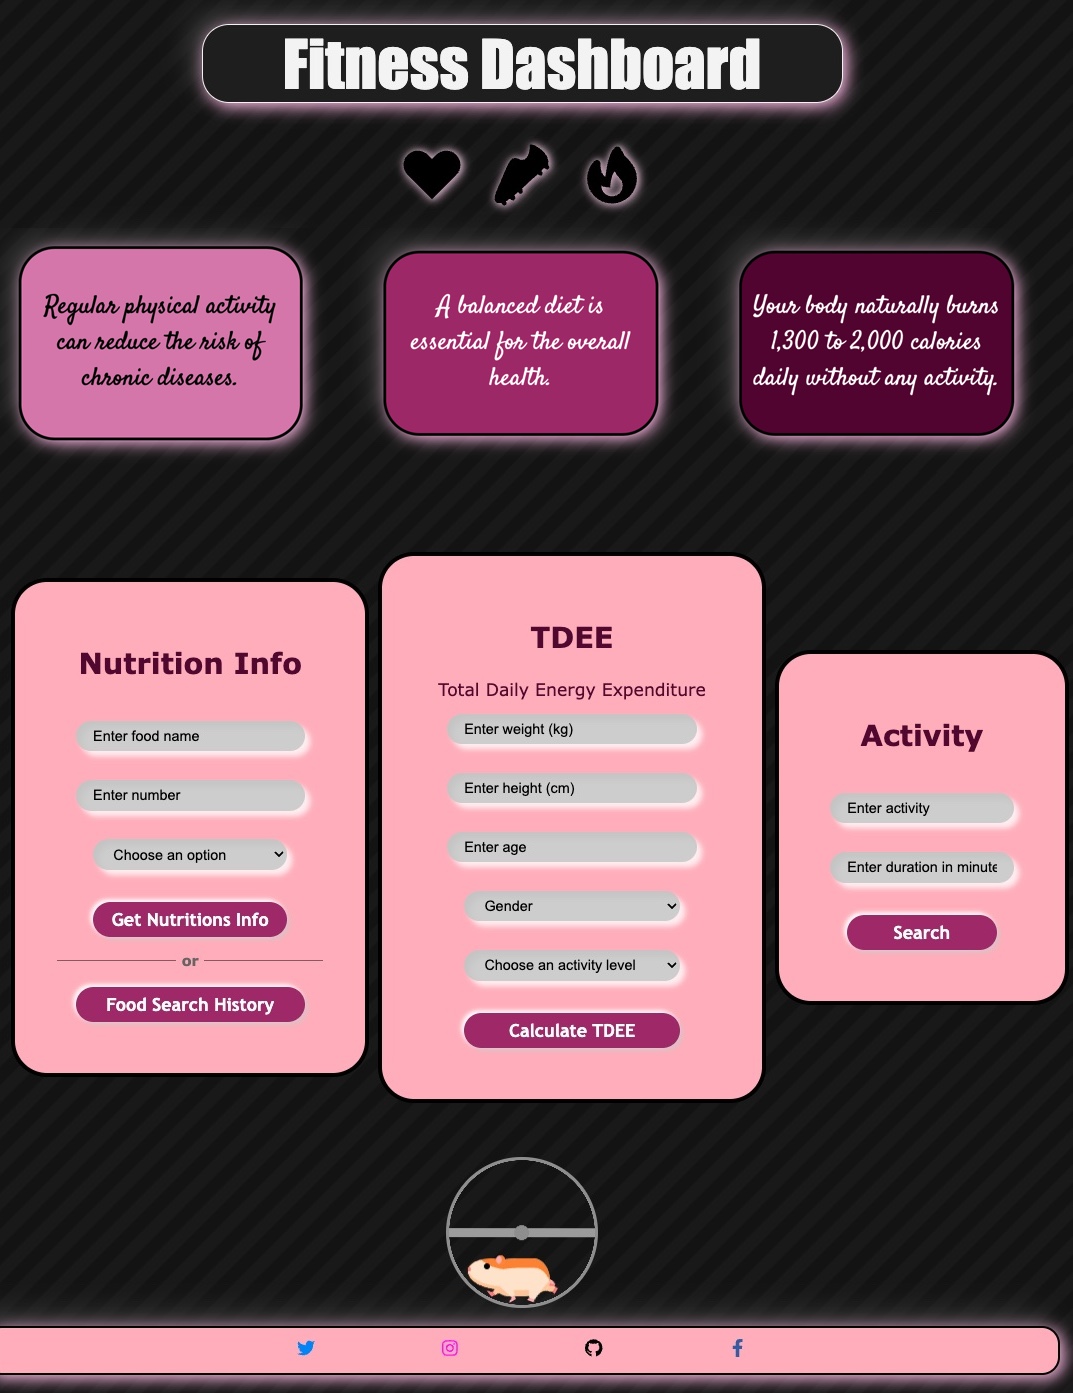 Fitness Dashboard
Regular physical activity
can reduce the risk of
chronic diseases.
A balanced diet is
essential for the overall
health.
Your body naturally burns
1,300 to 2,000 calories
daily without any activity.
Nutrition Info
Enter food name
Enter number
Choose an option
Get Nutritions Info
or
Food Search History
TDEE
Total Daily Energy Expenditure
Enter weight (kg)
Enter height (cm)
Enter age
Gender
Choose an activity level
Calculate TDEE
Activity
Enter activity
Enter duration in minute
Search